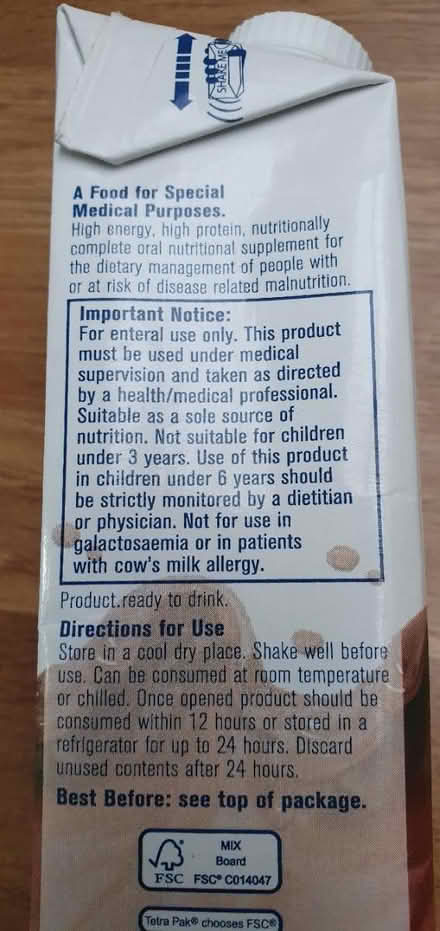 SHAKE ME
A Food for Special
Medical Purposes.
High energy, high protein, nutritionally
complete oral nutritional supplement for
the dietary management of people with
or at risk of disease related malnutrition.
Important Notice:
For enteral use only. This product
must be used under medical
supervision and taken as directed
by a health/medical professional.
Suitable as a sole source of
nutrition. Not suitable for children
under 3 years. Use of this product
in children under 6 years should
be strictly monitored by a dietitian
or physician. Not for use in
galactosaemia or in patients
with cow's milk allergy.
Product ready to drink.
Directions for Use
Store in a cool dry place. Shake well before
use. Can be consumed at room temperature
or chilled. Once opened product should be
consumed within 12 hours or stored in a
refrigerator for up to 24 hours. Discard
unused contents after 24 hours.
Best Before: see top of package.
MIX
Board
FSC FSC® C014047
Tetra Pak® chooses FSC®